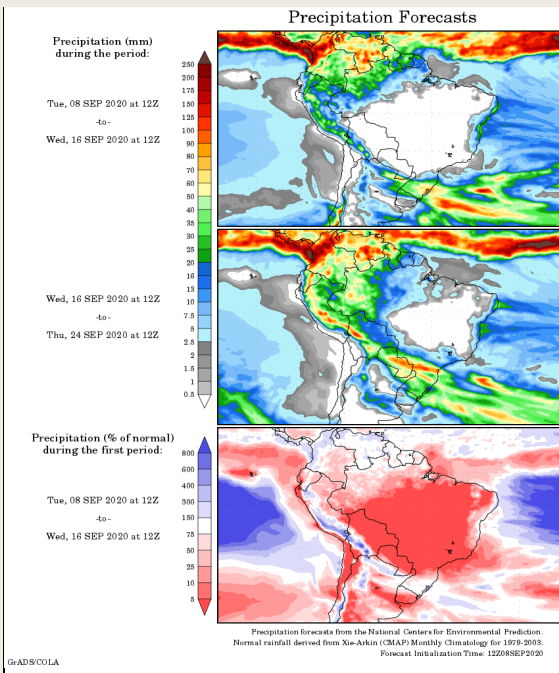 Precipitation Forecasts
Precipitation (mm)
during the period:
Tue, 08 SEP 2020 at 12Z
-to-
Wed, 16 SEP 2020 at 12Z
Wed, 16 SEP 2020 at 12Z
-to-
Thu, 24 SEP 2020 at 12Z
250
200
175
150
125
100
90
80
70
60
50
40
35
30
25
20
16
13
10
7.5
5
2.5
2
1.5
1
0.5
Precipitation (% of normal)
during the first period:
Tue, 08 SEP 2020 at 12Z
-to-
Wed, 16 SEP 2020 at 12Z
800
600
400
300
150
75
50
25
10
5
Precipitation forecasts from the National Centers for Environmental Prediction.
Normal rainfall derived from Xie-Arkin (CMAP) Monthly Climatology for 1979-2003.
Forecast Initialization Time: 12Z08SEP2020
GrADS/COLA